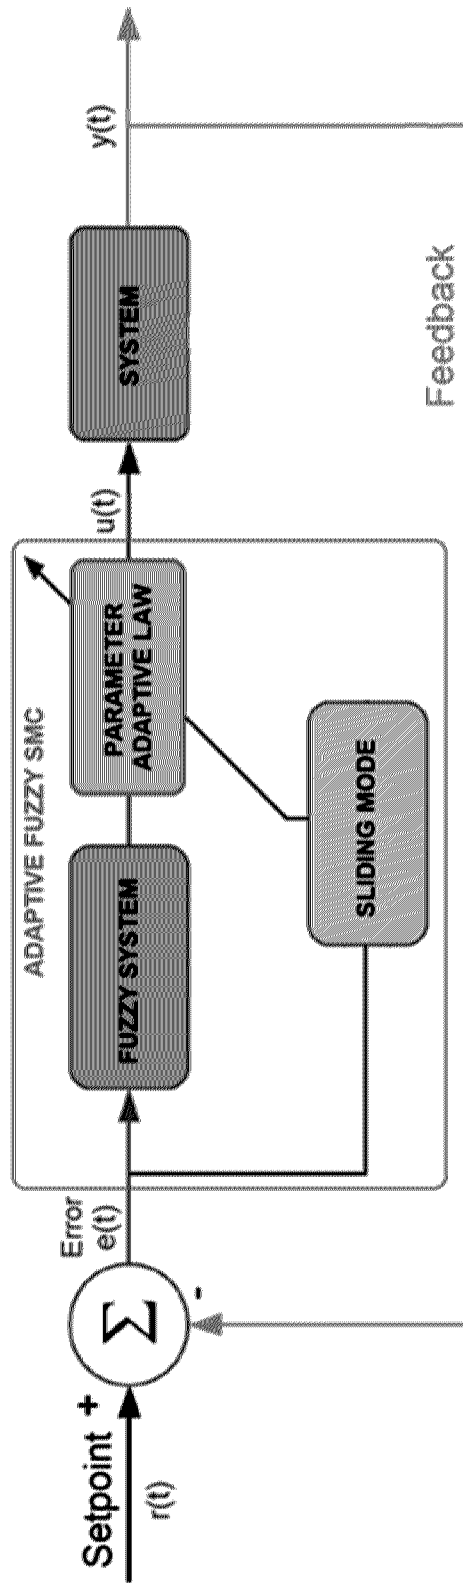 ADAPTIVE FUZZY SMC
Setpoint +
r(t)
Σ
-
Error
e(t)
FUZZY SYSTEM
PARAMETER
ADAPTIVE LAW
SLIDING MODE
u(t)
SYSTEM
y(t)
Feedback